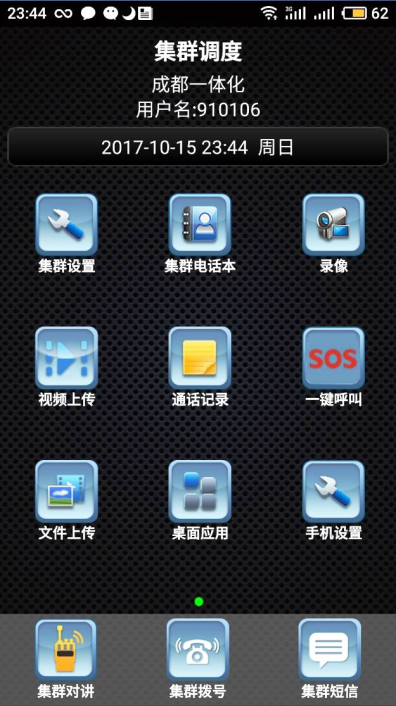 23:44 3G 62
集群调度
成都一体化
用户名:910106
2017-10-15 23:44 周日
集群设置 集群电话本 录像
SOS
视频上传 通话记录 一键呼叫
文件上传 桌面应用 手机设置
集群对讲 集群拨号 集群短信